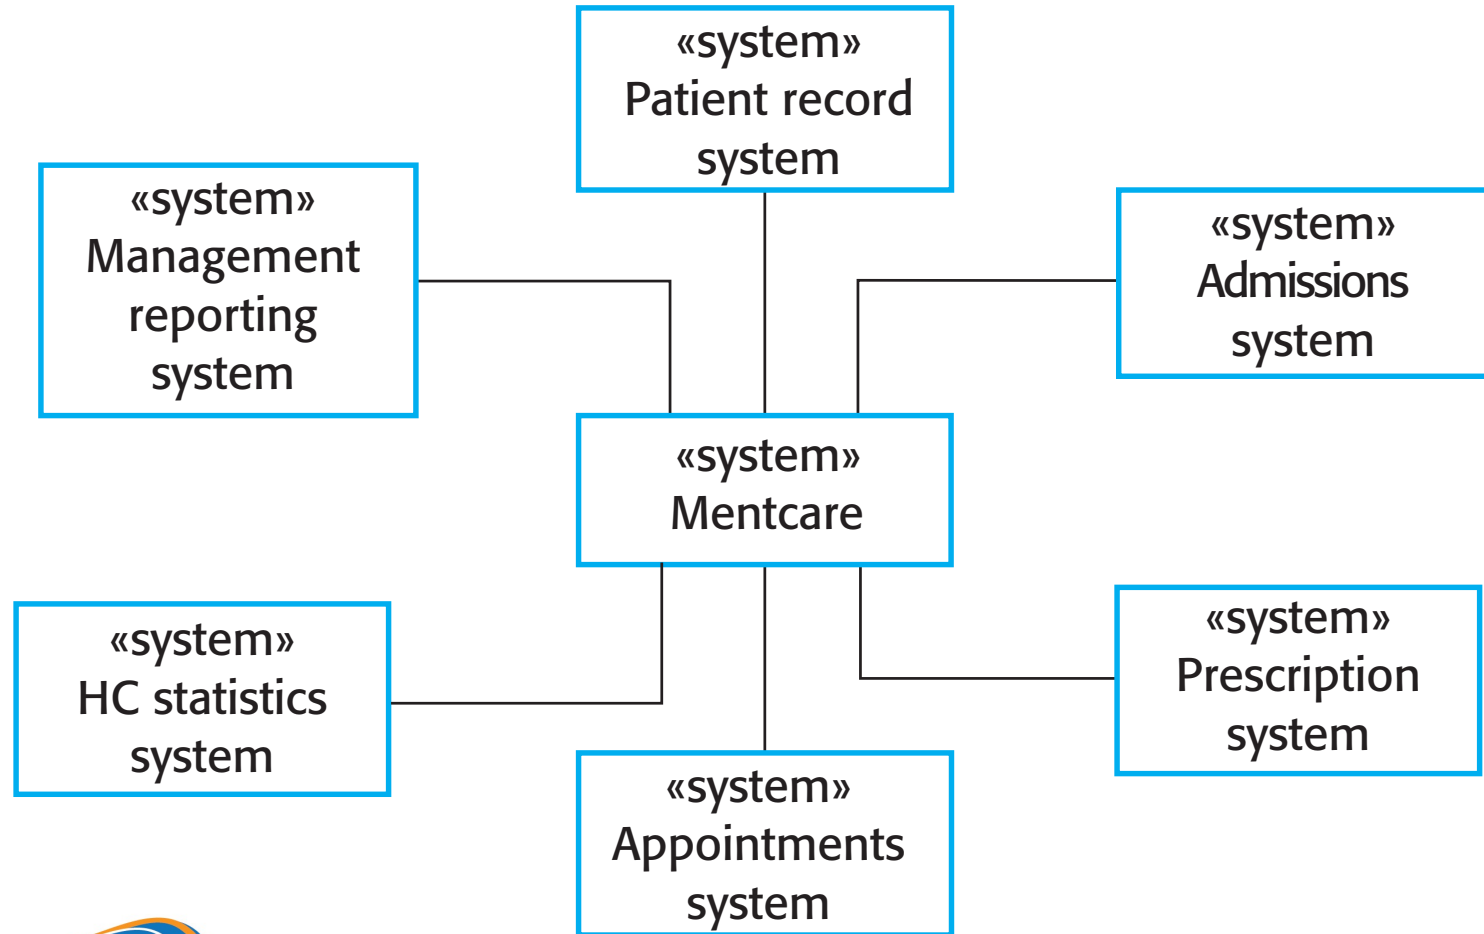 «system»
Patient record
system
«system»
Management
reporting
system
«system»
Admissions
system
«system»
Mentcare
«system»
HC statistics
system
«system»
Prescription
system
«system»
Appointments
system